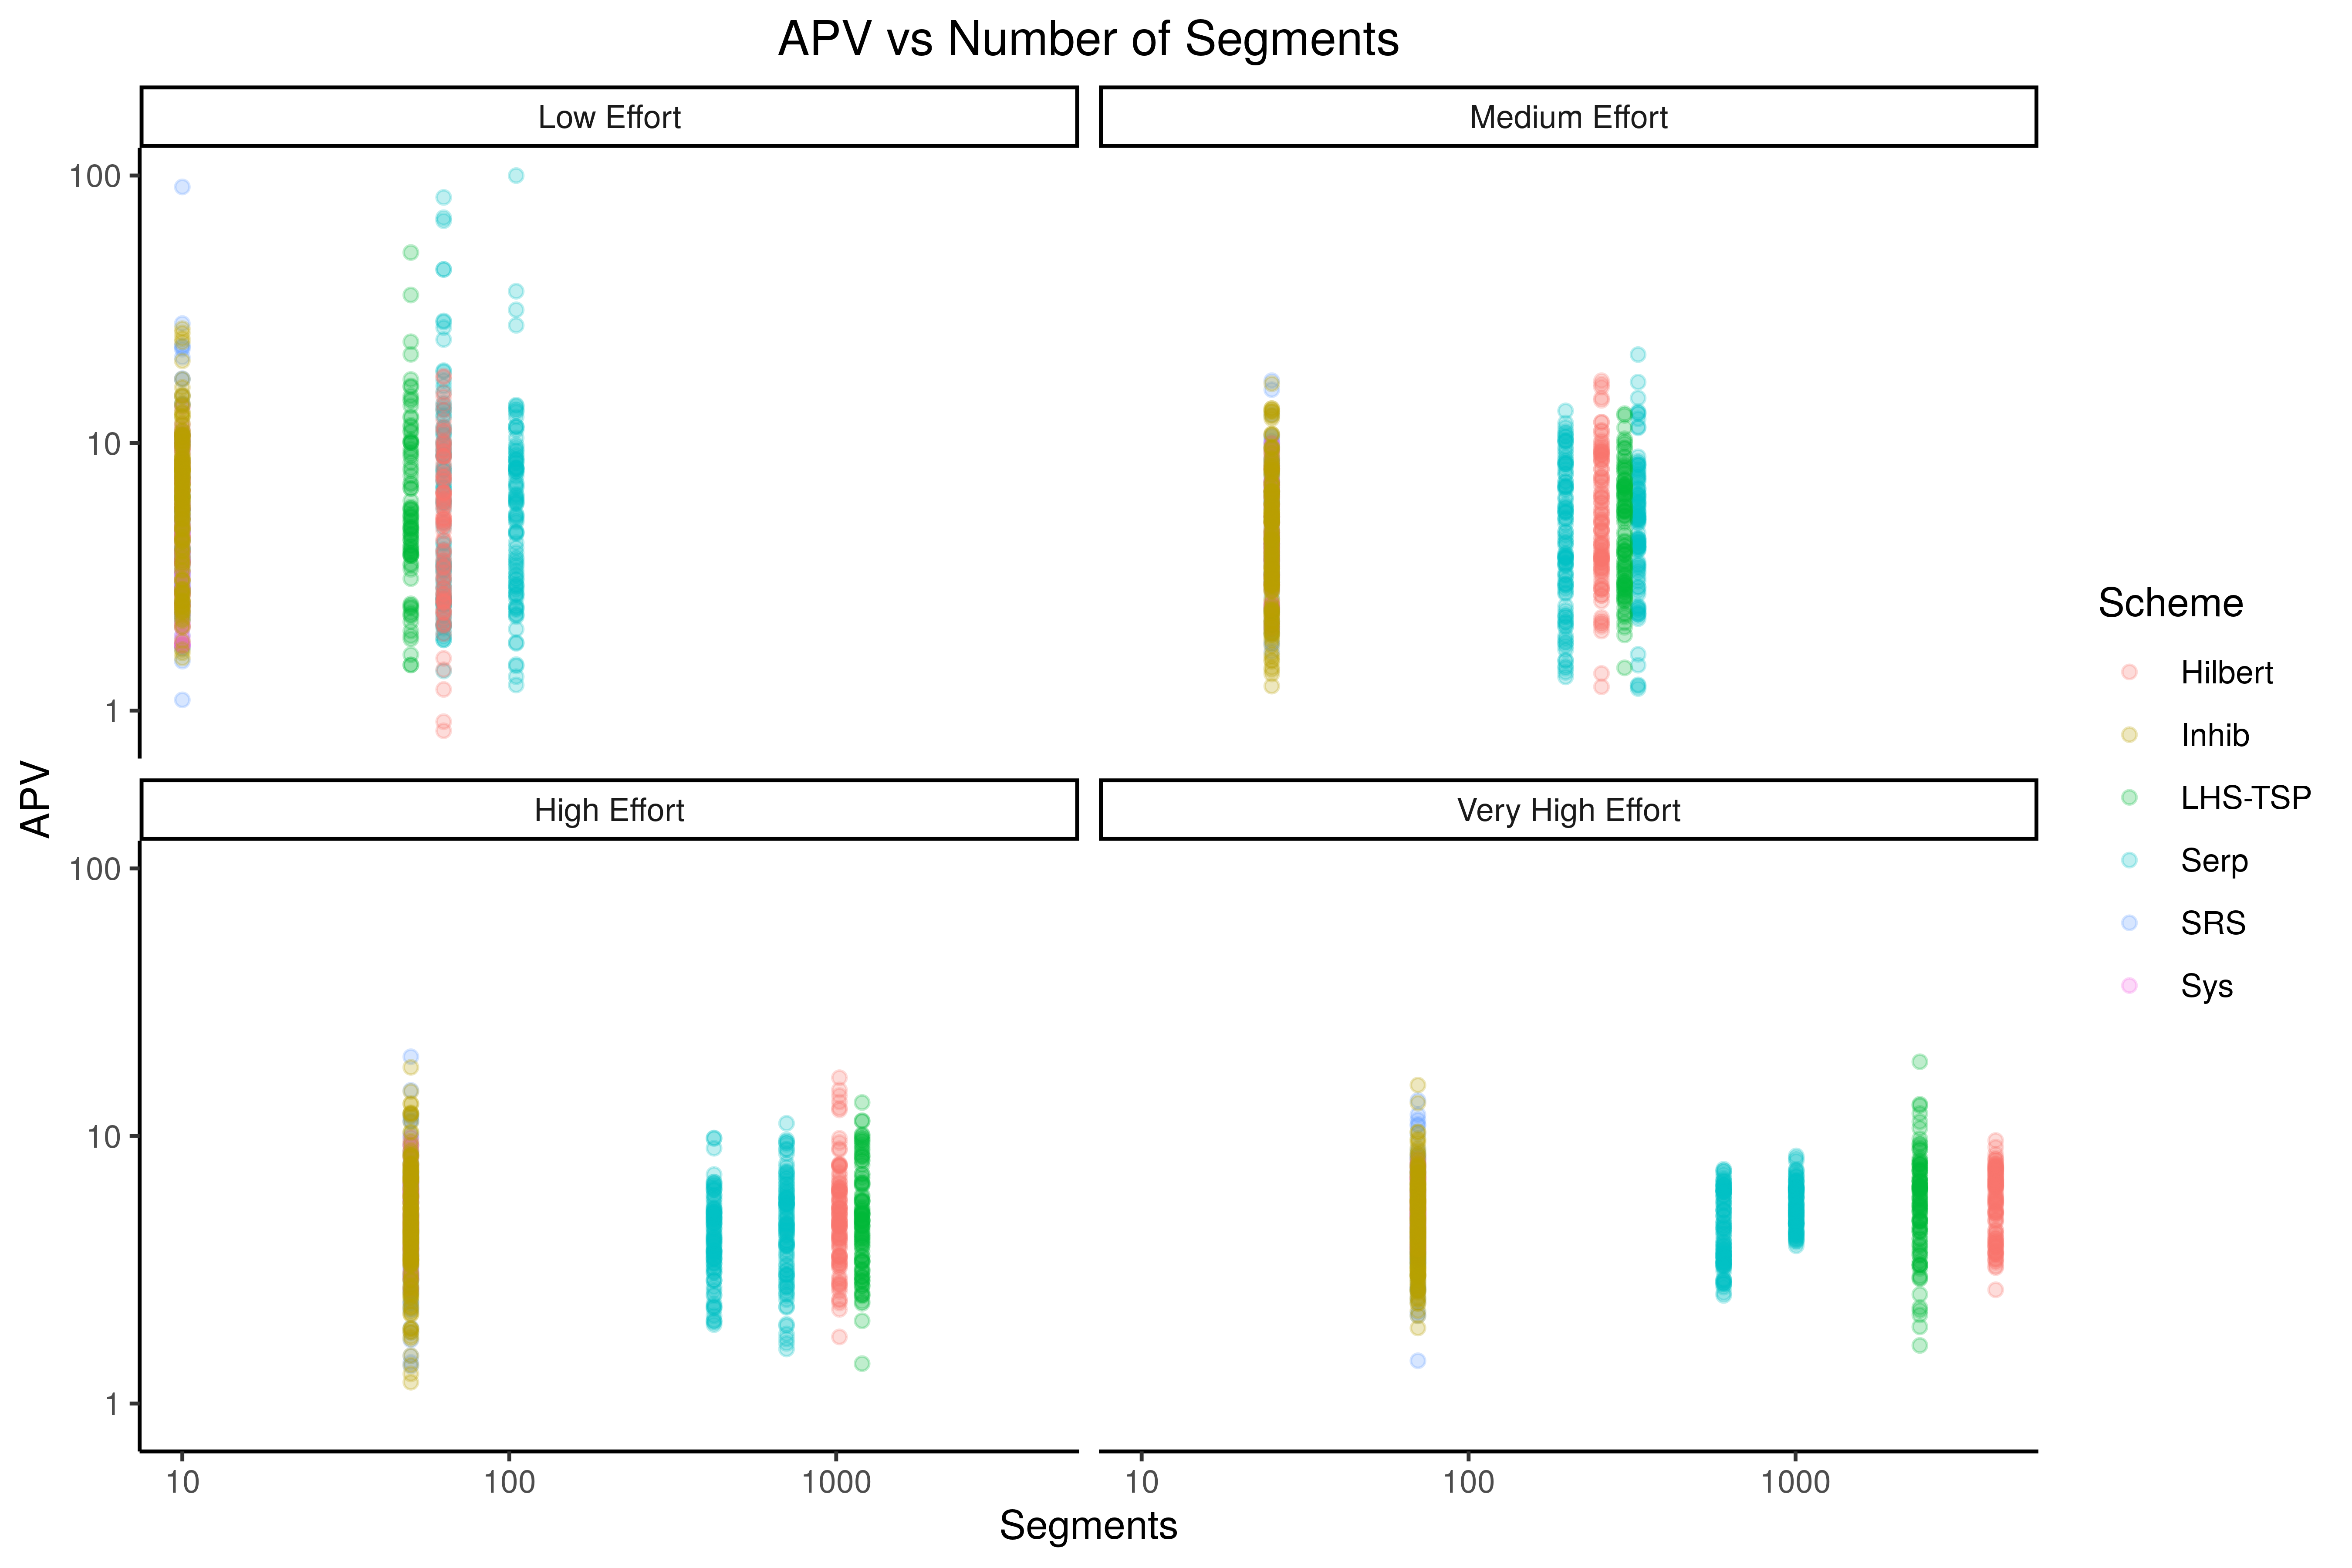 APV vs Number of Segments
Low Effort
Medium Effort
100
10
1
High Effort
Very High Effort
100
10
1
10
100
1000
10
100
1000
APV
Segments
Scheme
Hilbert
Inhib
LHS-TSP
Serp
SRS
Sys